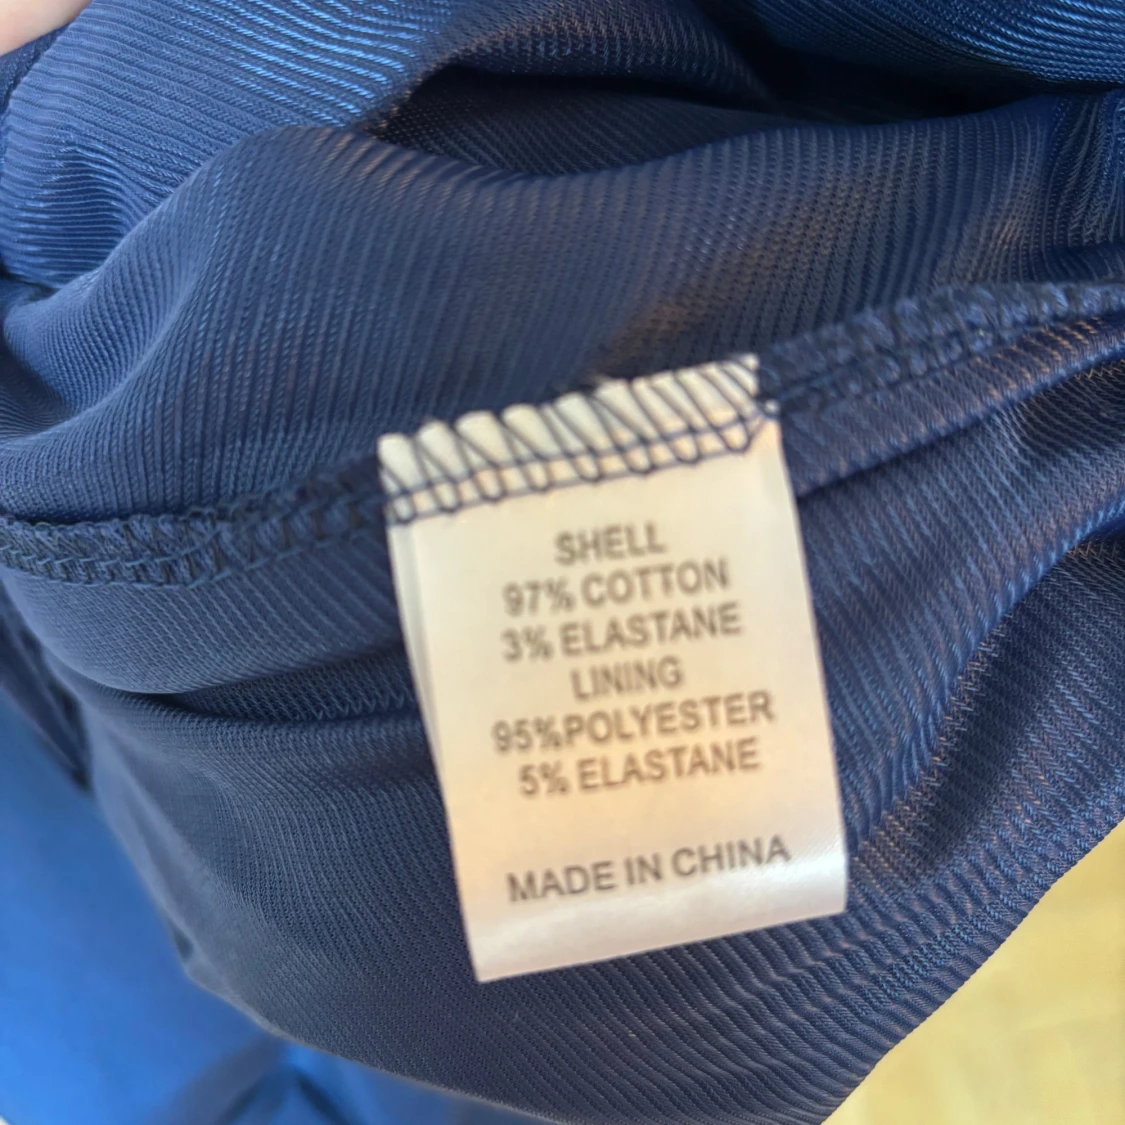 SHELL
97% COTTON
3% ELASTANE
LINING
95%POLYESTER
5% ELASTANE
MADE IN CHINA